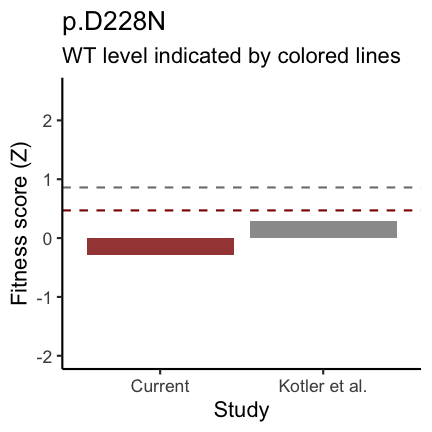 p.D228N
WT level indicated by colored lines
Fitness score (Z)
2
1
0
-1
-2
Current
Kotler et al.
Study